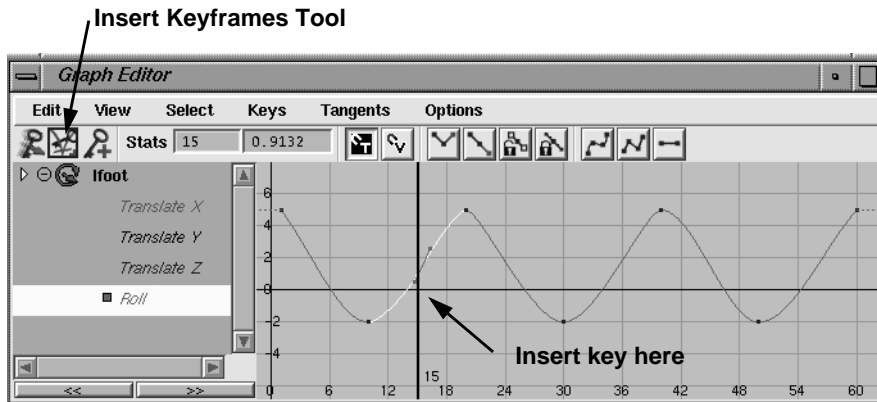 Insert Keyframes Tool
Graph Editor
Edit View Select Keys Tangents Options
Stats 15 0.9132
lfoot
Translate X
Translate Y
Translate Z
Roll
6
4
2
0
-2
-4
Insert key here
15
0 6 12 18 24 30 36 42 48 54 60
<< >>